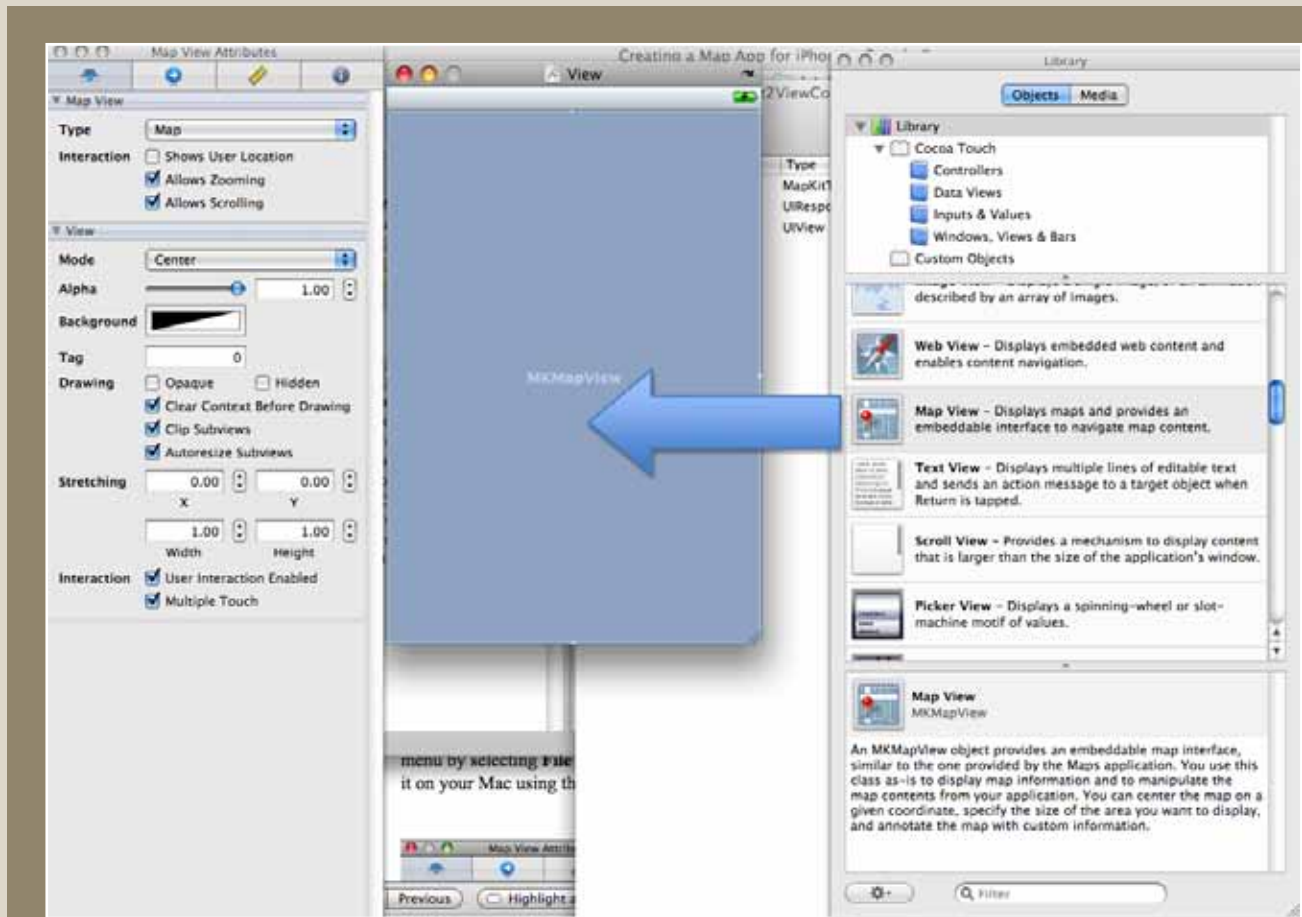 Map View Attributes
Map View
Type Map
Interaction Shows User Location
Allows Zooming
Allows Scrolling
View
Mode Center
Alpha 1.00
Background
Tag 0
Drawing Opaque Hidden
Clear Context Before Drawing
Clip Subviews
Autoresize Subviews
Stretching 0.00 0.00
X Y
1.00 1.00
Width Height
Interaction User Interaction Enabled
Multiple Touch
Creating a Map App for iPho
View
2ViewCo
MKMapView
Type
MapKit
UIRespo
UIView
menu by selecting File
it on your Mac using th
Map View Attrib
Previous Highlight a
Library
Objects Media
Library
Cocoa Touch
Controllers
Data Views
Inputs & Values
Windows, Views & Bars
Custom Objects
described by an array of images.
Web View – Displays embedded web content and
enables content navigation.
Map View – Displays maps and provides an
embeddable interface to navigate map content.
Text View – Displays multiple lines of editable text
and sends an action message to a target object when
Return is tapped.
Scroll View – Provides a mechanism to display content
that is larger than the size of the application's window.
Picker View – Displays a spinning-wheel or slot-
machine motif of values.
Map View
MKMapView
An MKMapView object provides an embeddable map interface,
similar to the one provided by the Maps application. You use this
class as-is to display map information and to manipulate the
map contents from your application. You can center the map on a
given coordinate, specify the size of the area you want to display,
and annotate the map with custom information.
Filter